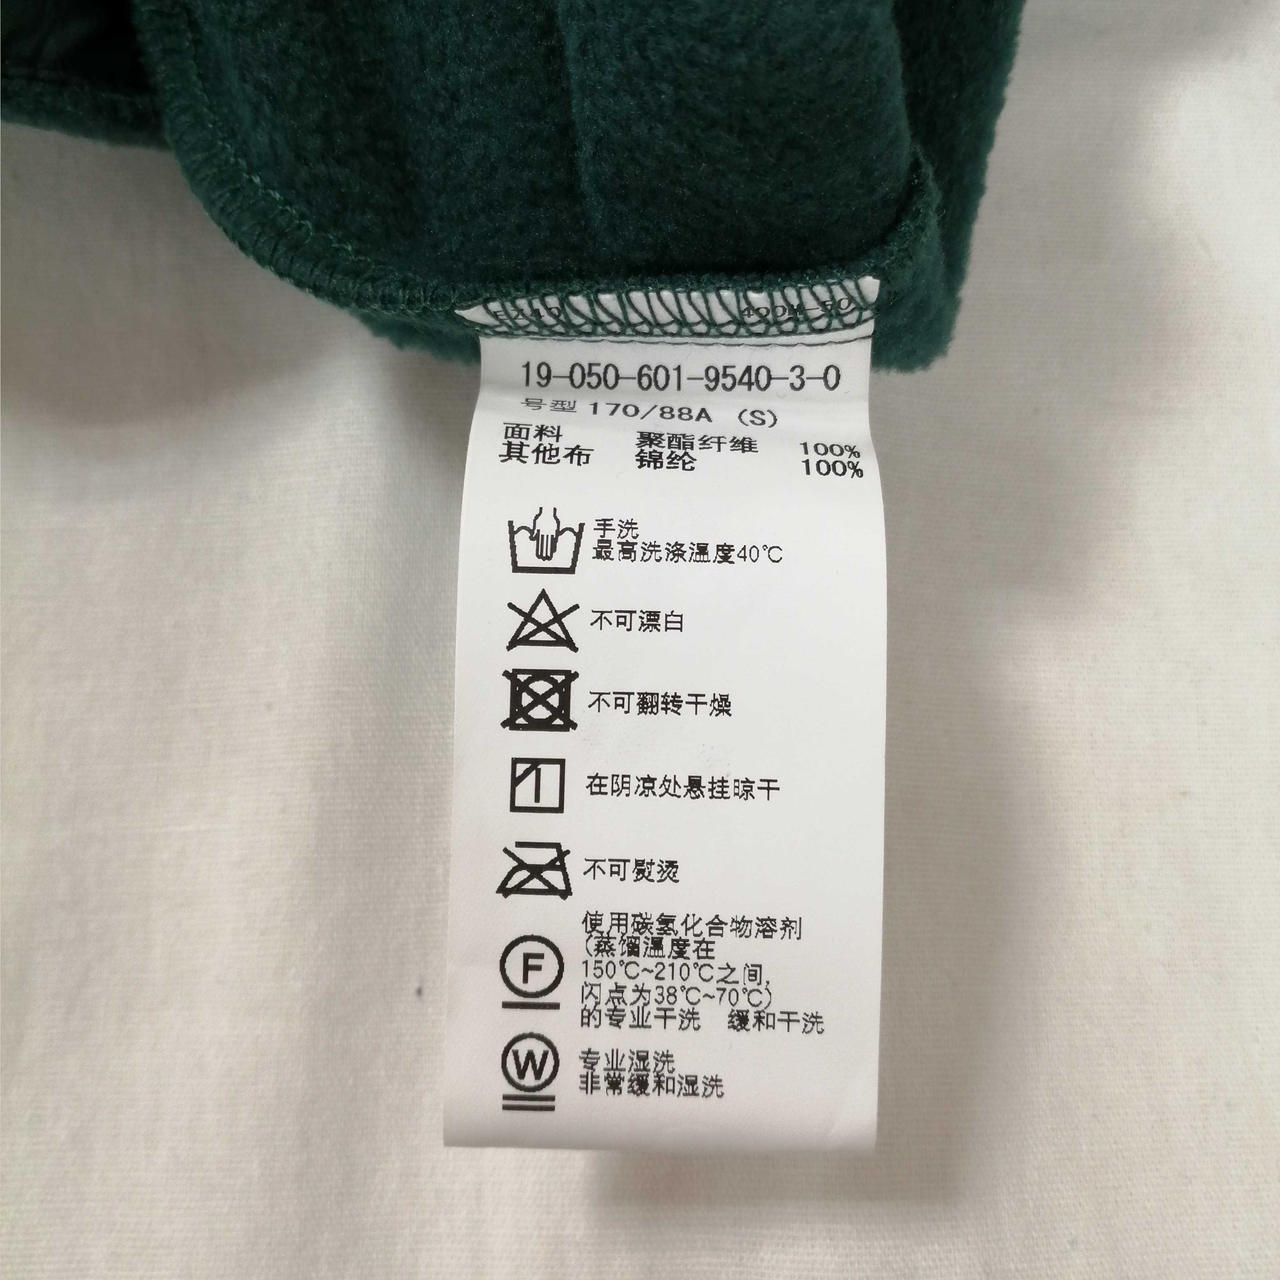 19-050-601-9540-3-0
号型 170/88A (S)
面料 聚酯纤维 100%
其他布 锦纶 100%
手洗
最高洗涤温度40℃
不可漂白
不可翻转干燥
在阴凉处悬挂晾干
不可熨烫
使用碳氢化合物溶剂
(蒸馏温度在
150℃~210℃之间,
闪点为38℃~70℃)
的专业干洗 缓和干洗
F
专业湿洗
非常缓和湿洗
W